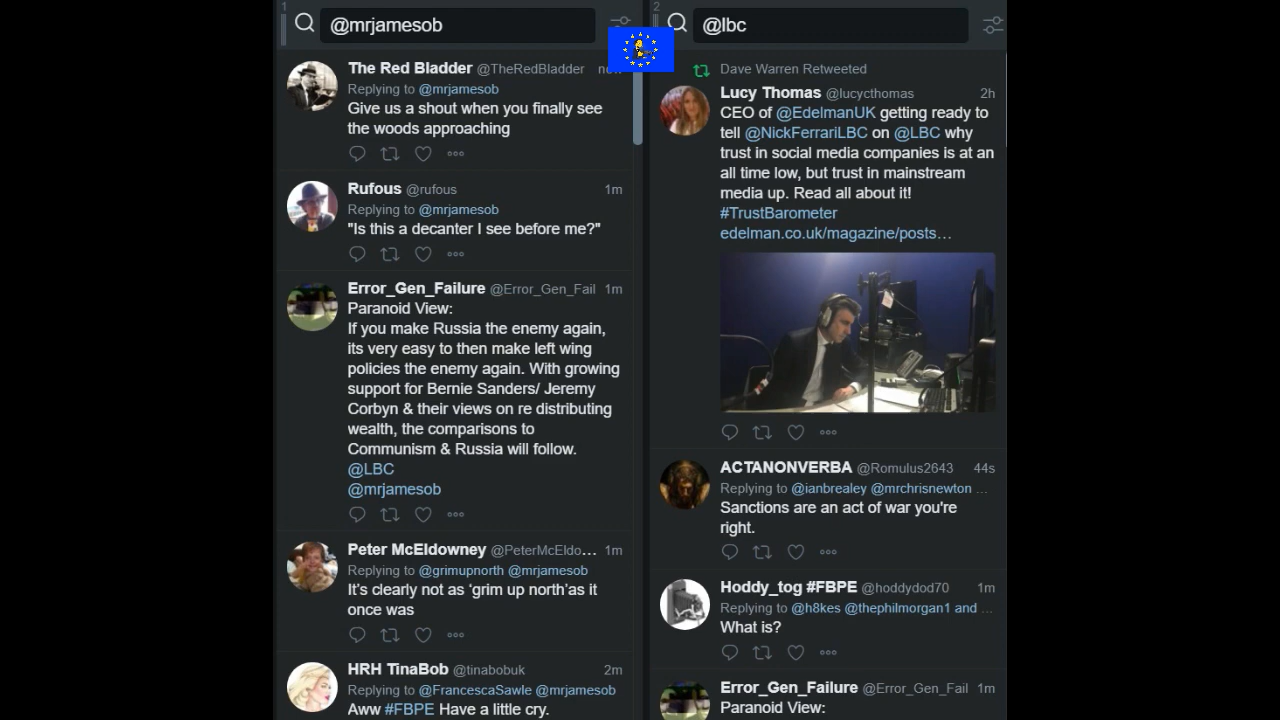 1
@mrjamesob
The Red Bladder @TheRedBladder
Replying to @mrjamesob
Give us a shout when you finally see
the woods approaching
Rufous @rufous 1m
Replying to @mrjamesob
"Is this a decanter I see before me?"
Error_Gen_Failure @Error_Gen_Fail 1m
Paranoid View:
If you make Russia the enemy again,
its very easy to then make left wing
policies the enemy again. With growing
support for Bernie Sanders/ Jeremy
Corbyn & their views on re distributing
wealth, the comparisons to
Communism & Russia will follow.
@LBC
@mrjamesob
Peter McEldowney @PeterMcEldo... 1m
Replying to @grimupnorth @mrjamesob
It's clearly not as 'grim up north'as it
once was
HRH TinaBob @tinabobuk 2m
Replying to @FrancescaSawle @mrjamesob
Aww #FBPE Have a little cry.
2
@lbc
Dave Warren Retweeted
Lucy Thomas @lucycthomas 2h
CEO of @EdelmanUK getting ready to
tell @NickFerrariLBC on @LBC why
trust in social media companies is at an
all time low, but trust in mainstream
media up. Read all about it!
#TrustBarometer
edelman.co.uk/magazine/posts...
ACTANONVERBA @Romulus2643 44s
Replying to @ianbrealey @mrchrisnewton ...
Sanctions are an act of war you're
right.
Hoddy_tog #FBPE @hoddydod70 1m
Replying to @h8kes @thephilmorgan1 and ...
What is?
Error_Gen_Failure @Error_Gen_Fail 1m
Paranoid View: